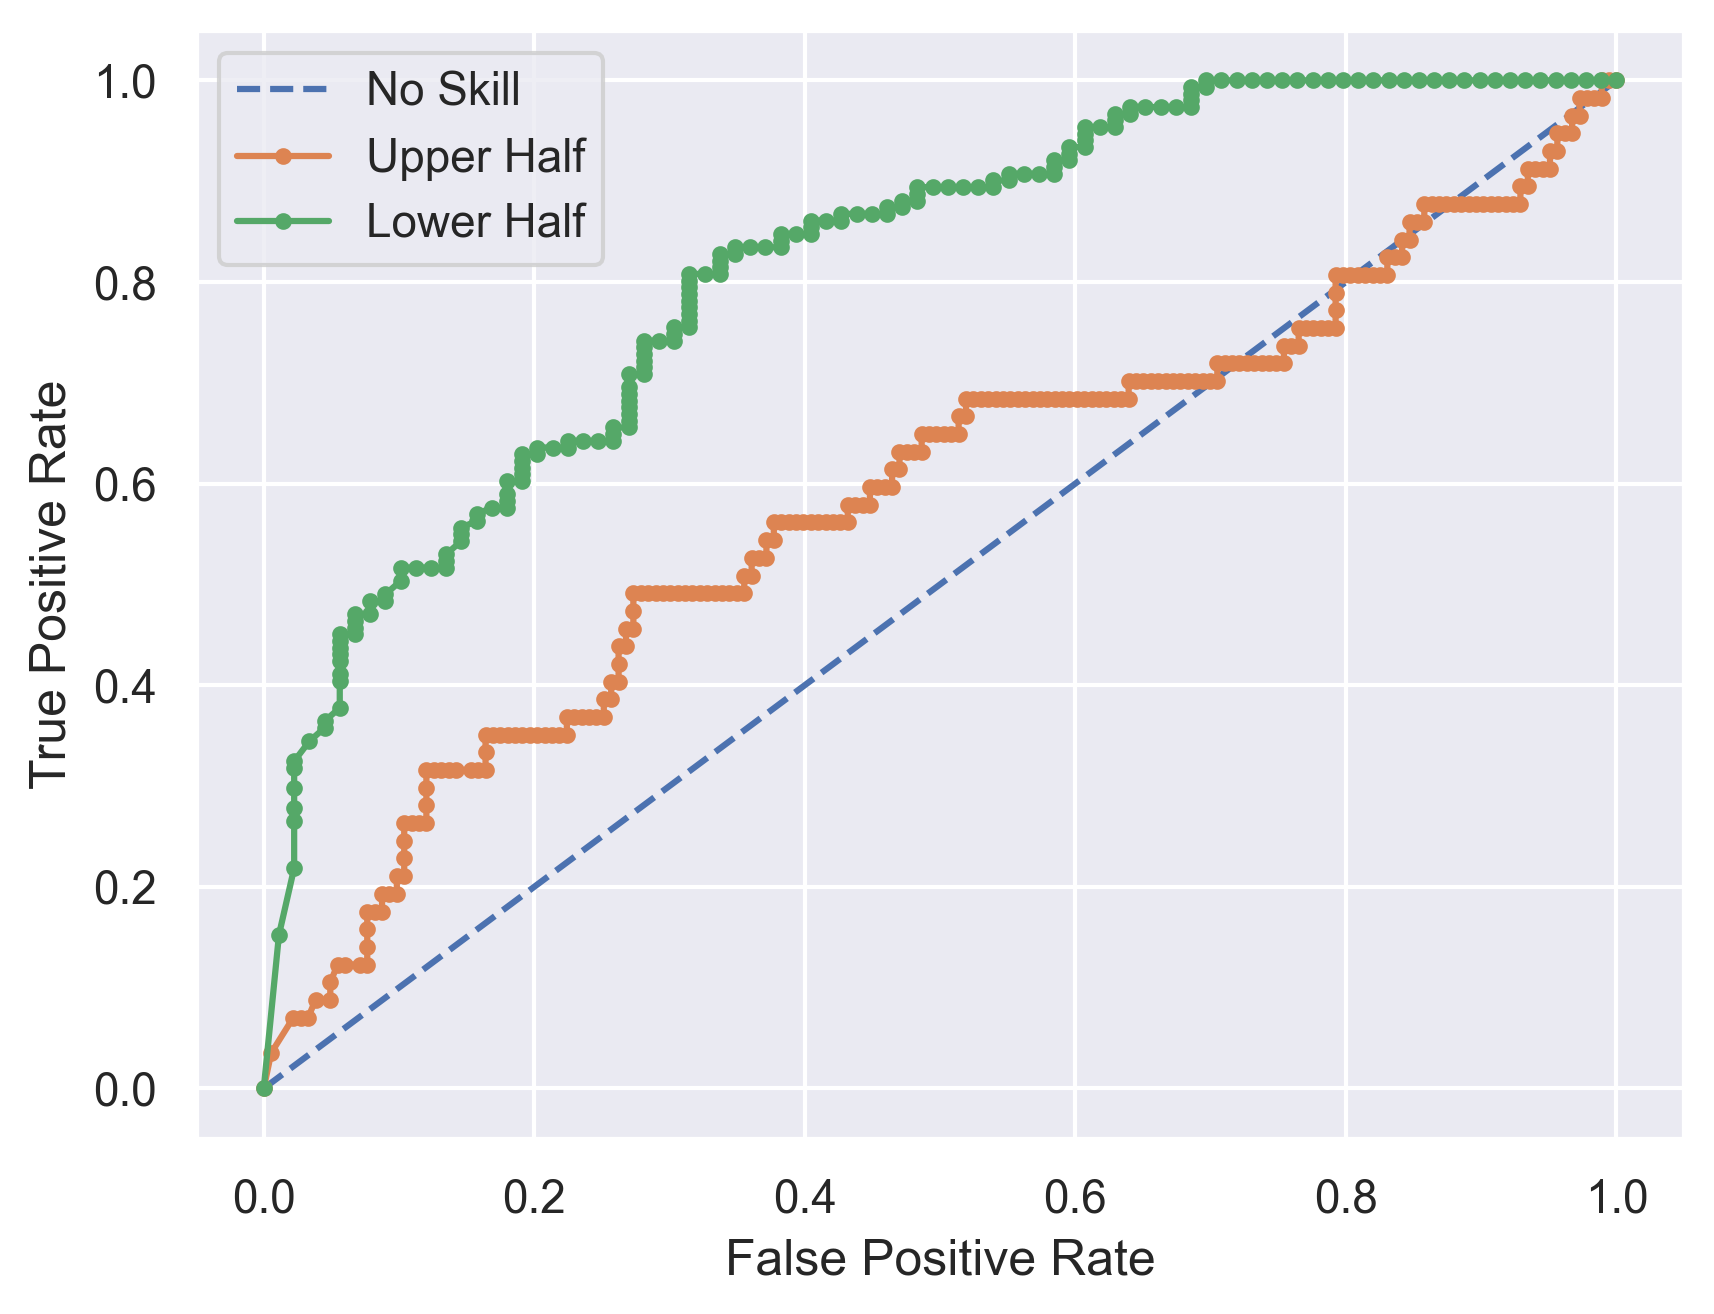 No Skill
Upper Half
Lower Half
1.0
0.8
0.6
0.4
0.2
0.0
True Positive Rate
0.0 0.2 0.4 0.6 0.8 1.0
False Positive Rate